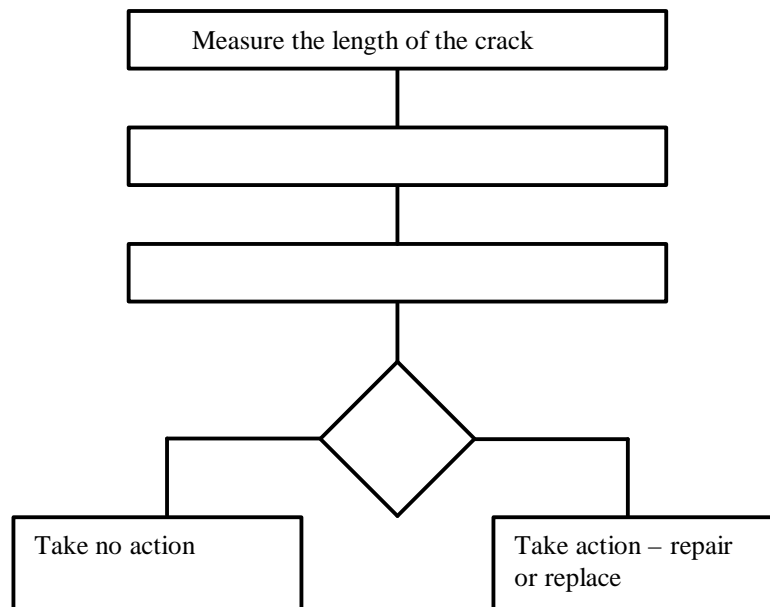 Measure the length of the crack
Take no action
Take action – repair
or replace